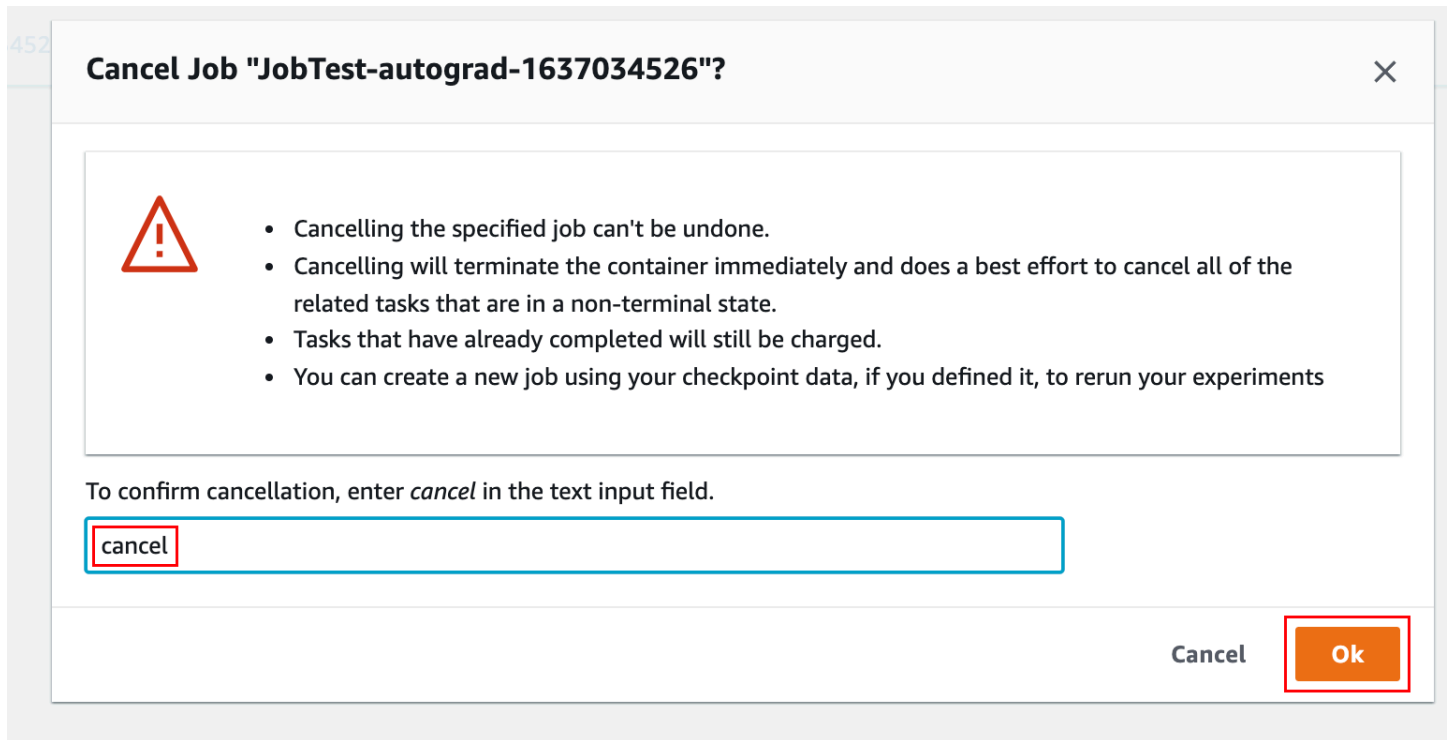 452
Cancel Job "JobTest-autograd-1637034526"?
• Cancelling the specified job can't be undone.
• Cancelling will terminate the container immediately and does a best effort to cancel all of the
related tasks that are in a non-terminal state.
• Tasks that have already completed will still be charged.
• You can create a new job using your checkpoint data, if you defined it, to rerun your experiments
To confirm cancellation, enter cancel in the text input field.
cancel
Cancel Ok